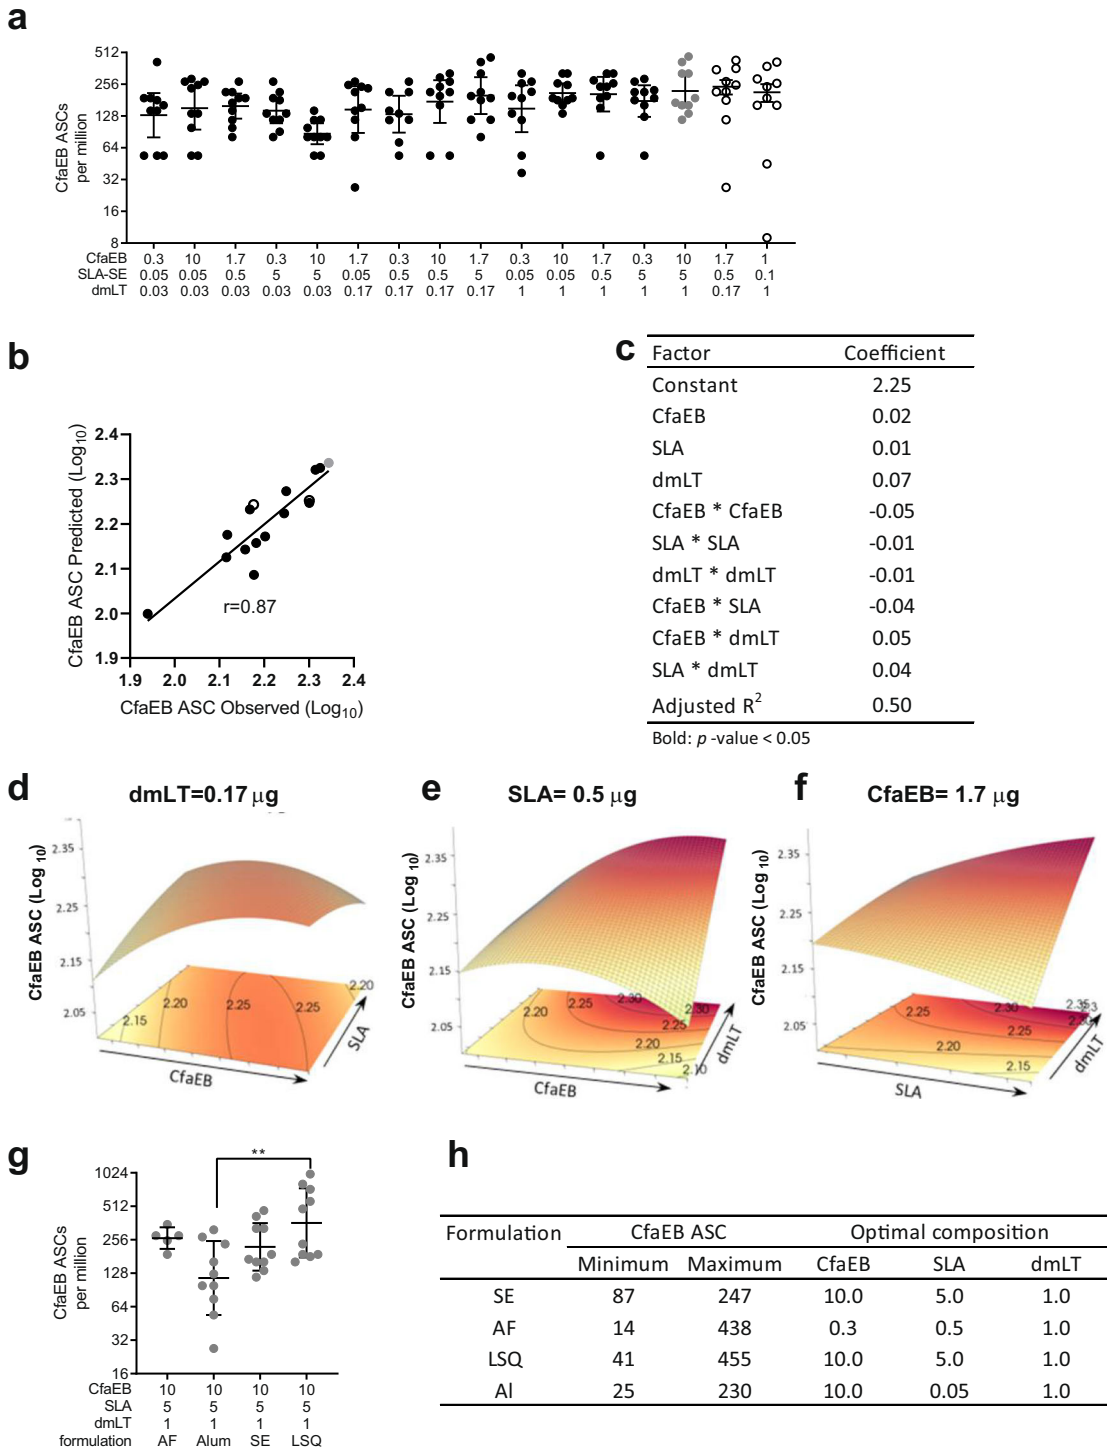 a
512
256
128
64
32
16
8
CfaEB ASCs
per million
CfaEB 0.3 10 1.7 0.3 10 1.7 0.3 10 1.7 0.3 10 1.7 0.3 10 1.7 1
SLA-SE 0.05 0.05 0.5 5 5 0.05 0.5 0.5 5 0.05 0.05 0.5 5 5 0.5 0.1
dmLT 0.03 0.03 0.03 0.03 0.03 0.17 0.17 0.17 0.17 1 1 1 1 1 0.17 1
b
2.4
2.3
2.2
2.1
2.0
1.9
CfaEB ASC Predicted (Log10)
r=0.87
1.9 2.0 2.1 2.2 2.3 2.4
CfaEB ASC Observed (Log10)
c
Factor Coefficient
Constant 2.25
CfaEB 0.02
SLA 0.01
dmLT 0.07
CfaEB * CfaEB -0.05
SLA * SLA -0.01
dmLT * dmLT -0.01
CfaEB * SLA -0.04
CfaEB * dmLT 0.05
SLA * dmLT 0.04
Adjusted R2 0.50
Bold: p -value < 0.05
d
dmLT=0.17 µg
CfaEB ASC (Log 10)
2.35
2.25
2.15
2.05
2.15
2.20
2.25
2.25
2.20
CfaEB
SLA
e
SLA= 0.5 µg
CfaEB ASC (Log 10)
2.35
2.25
2.15
2.05
2.20
2.25
2.30
2.30
2.25
2.20
2.15
2.10
CfaEB
dmLT
f
CfaEB= 1.7 µg
CfaEB ASC (Log 10)
2.35
2.25
2.15
2.05
2.20
2.25
2.30
2.35
2.15
SLA
dmLT
g
1024
512
256
128
64
32
16
CfaEB ASCs
per million
**
CfaEB 10 10 10 10
SLA 5 5 5 5
dmLT 1 1 1 1
formulation AF Alum SE LSQ
h
Formulation CfaEB ASC Optimal composition
Minimum Maximum CfaEB SLA dmLT
SE 87 247 10.0 5.0 1.0
AF 14 438 0.3 0.5 1.0
LSQ 41 455 10.0 5.0 1.0
Al 25 230 10.0 0.05 1.0